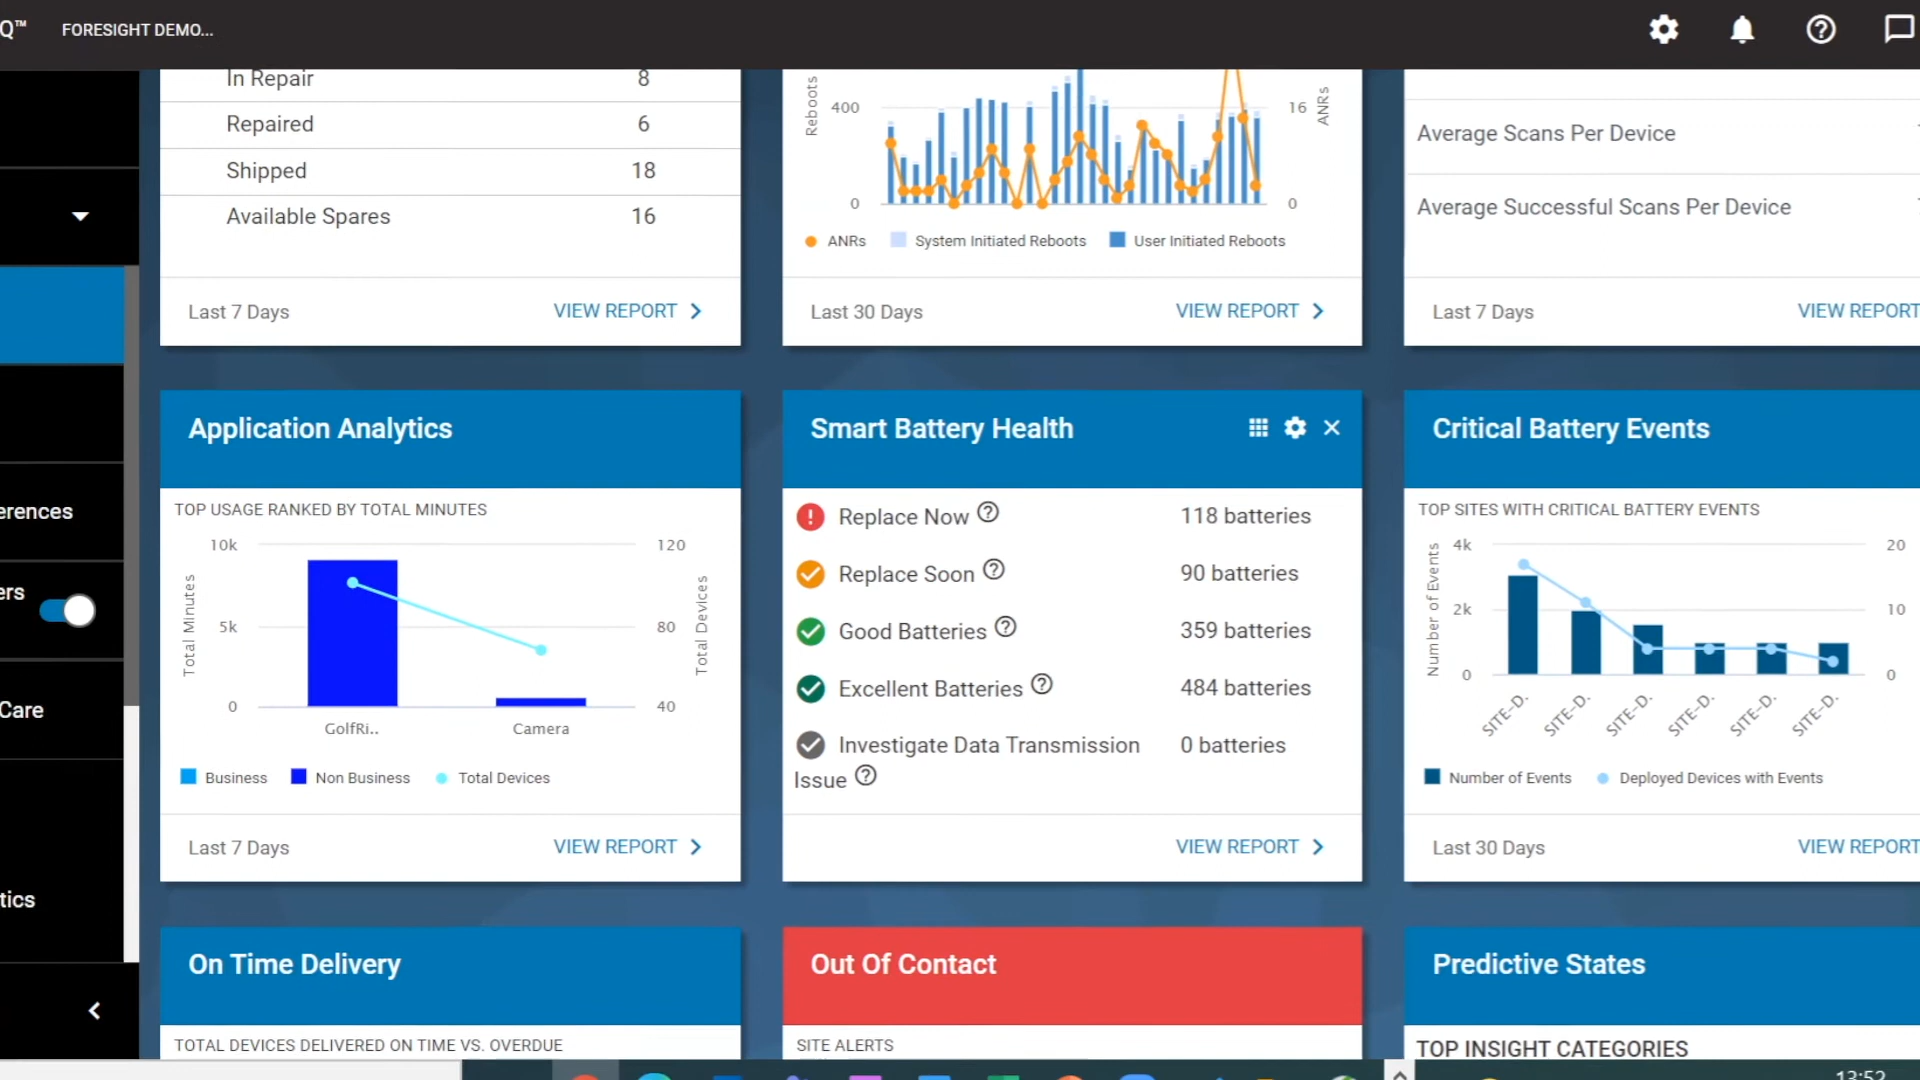 Q™ FORESIGHT DEMO...
In Repair 8
Repaired 6
Shipped 18
Available Spares 16
Last 7 Days VIEW REPORT
Reboots
400
0
16
0
ANRs
ANRs System Initiated Reboots User Initiated Reboots
Last 30 Days VIEW REPORT
Average Scans Per Device
Average Successful Scans Per Device
Last 7 Days VIEW REPORT
erences
ers
Care
tics
Application Analytics
TOP USAGE RANKED BY TOTAL MINUTES
10k
5k
0
Total Minutes
120
80
40
Total Devices
GolfRi.. Camera
Business Non Business Total Devices
Last 7 Days VIEW REPORT
Smart Battery Health
Replace Now 118 batteries
Replace Soon 90 batteries
Good Batteries 359 batteries
Excellent Batteries 484 batteries
Investigate Data Transmission 0 batteries
Issue
VIEW REPORT
Critical Battery Events
TOP SITES WITH CRITICAL BATTERY EVENTS
4k
2k
0
Number of Events
20
10
0
SITE-D. SITE-D. SITE-D. SITE-D. SITE-D. SITE-D.
Number of Events Deployed Devices with Events
Last 30 Days VIEW REPORT
On Time Delivery
TOTAL DEVICES DELIVERED ON TIME VS. OVERDUE
Out Of Contact
SITE ALERTS
Predictive States
TOP INSIGHT CATEGORIES
13:52